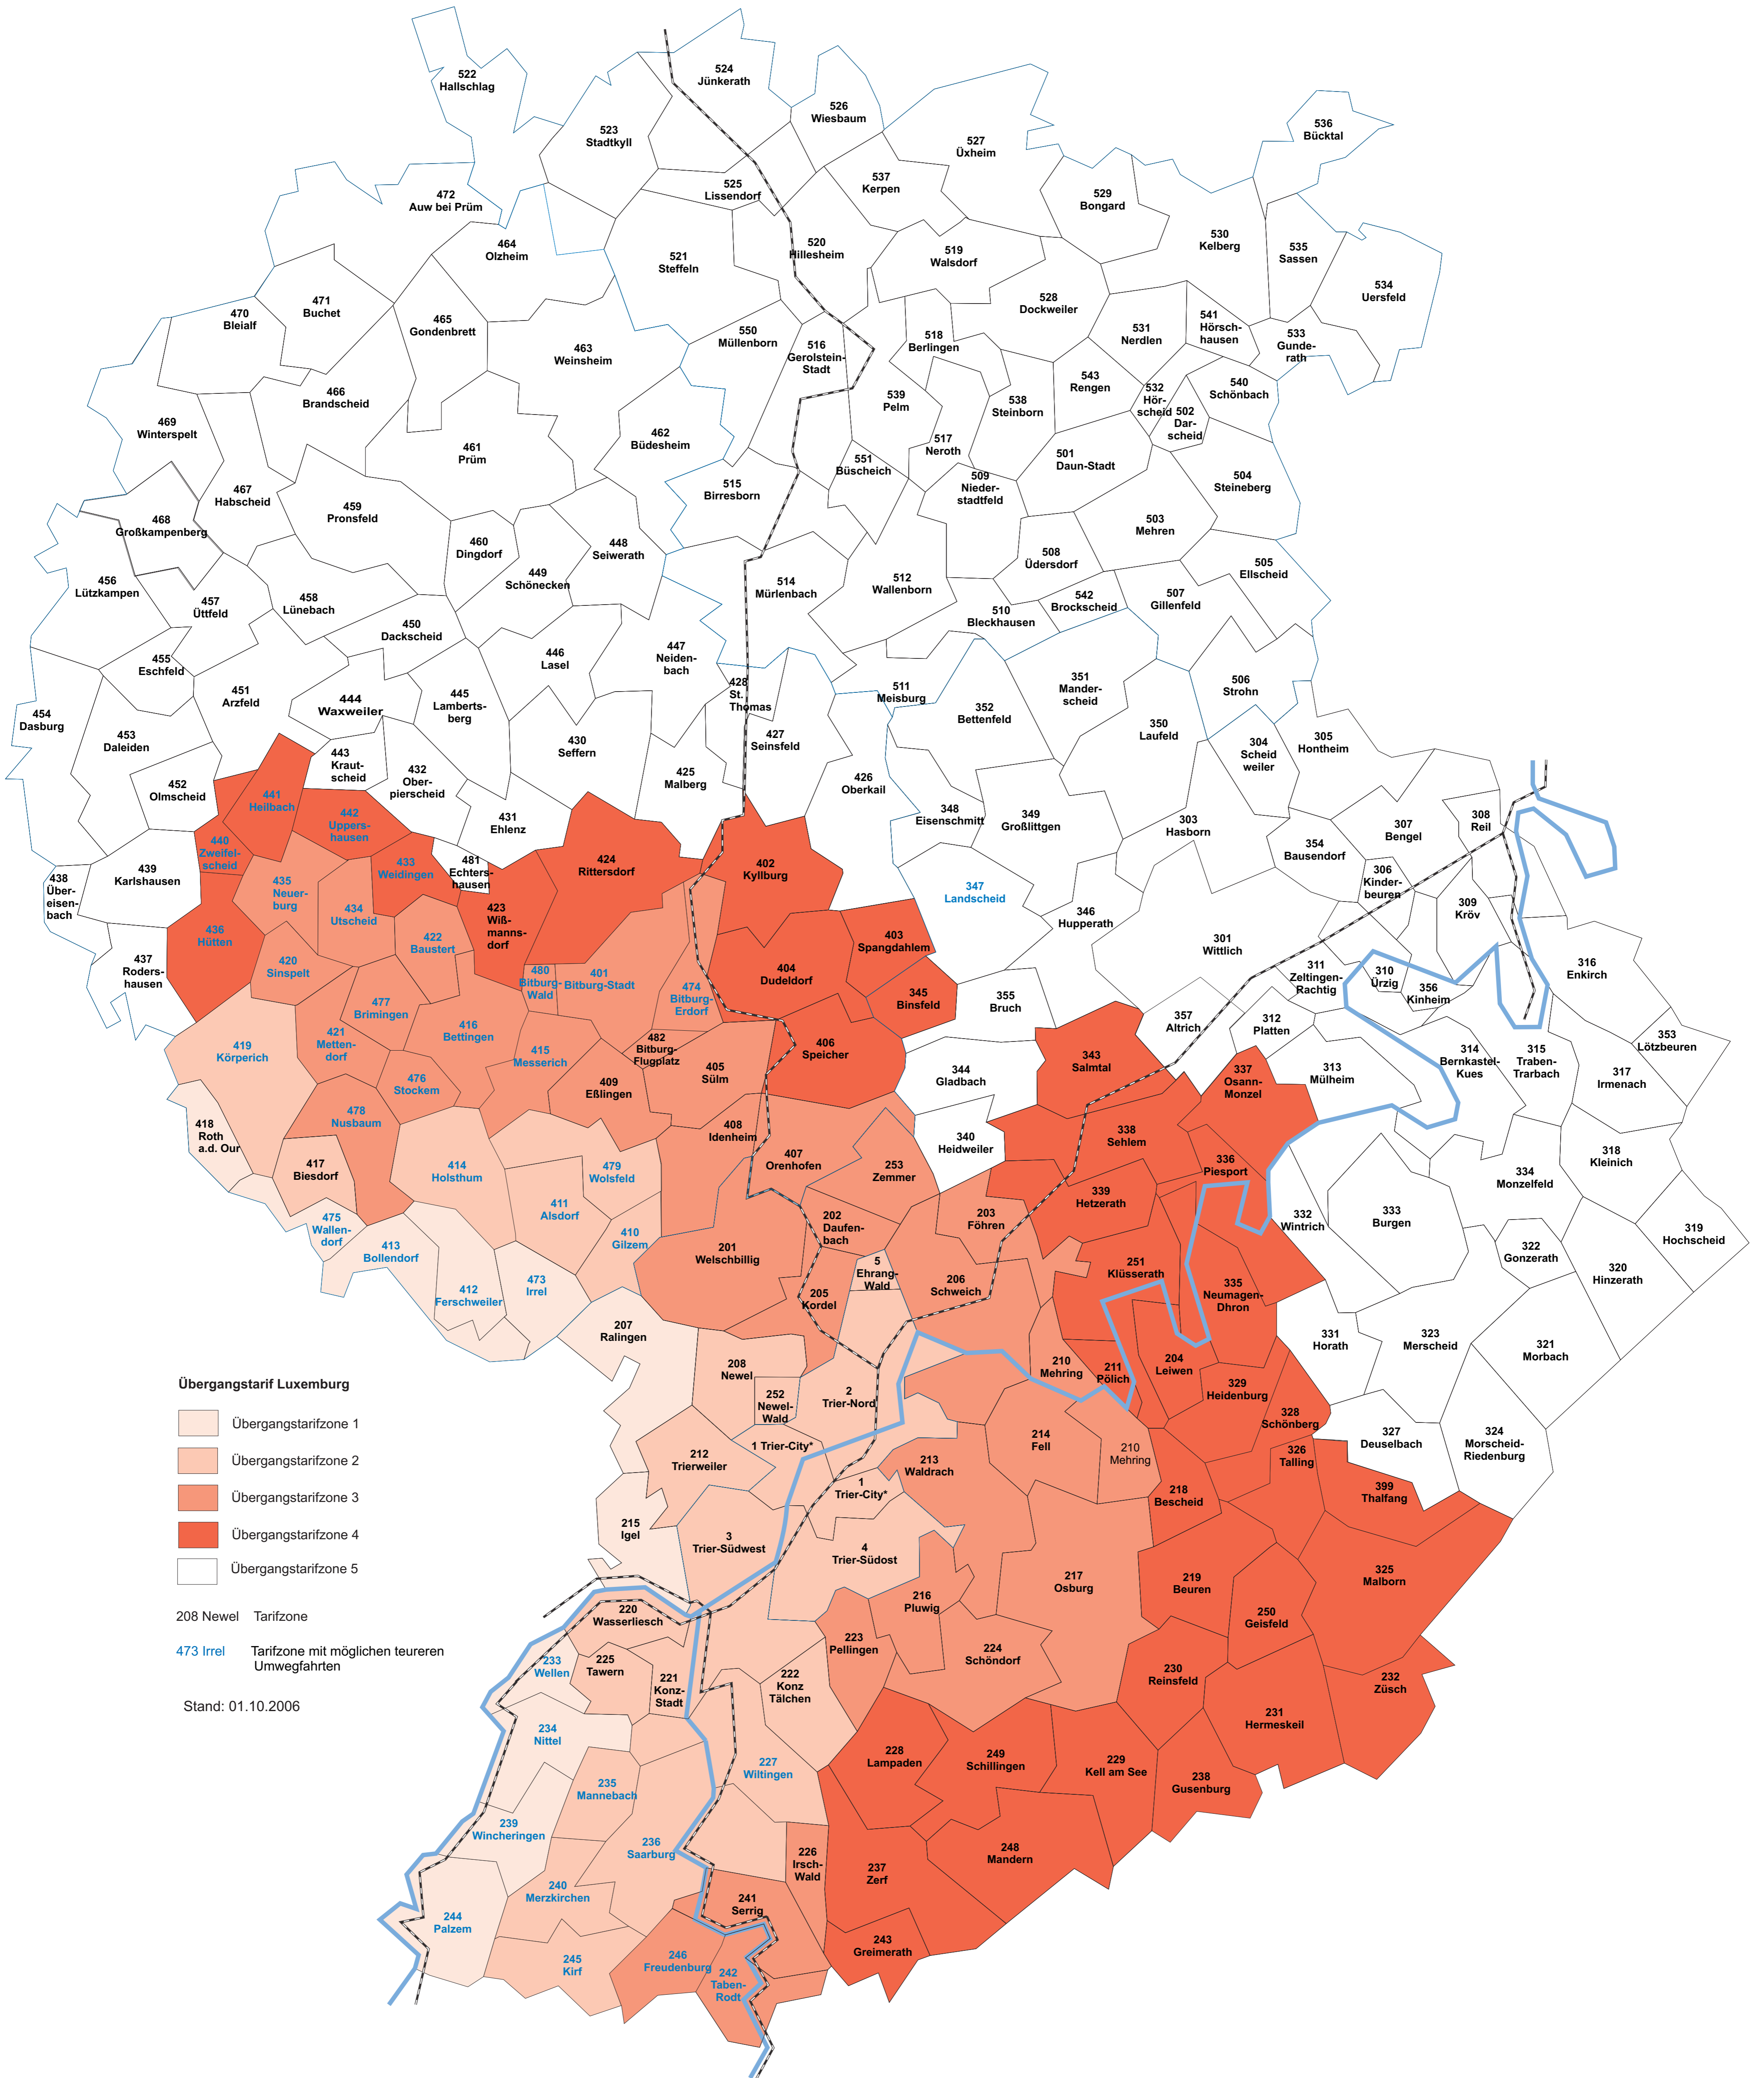 522
Hallschlag
524
Jünkerath
526
Wiesbaum
523
Stadtkyll
527
Üxheim
536
Bücktal
472
Auw bei Prüm
525
Lissendorf
537
Kerpen
529
Bongard
464
Olzheim
521
Steffeln
520
Hillesheim
519
Walsdorf
530
Kelberg
535
Sassen
534
Uersfeld
471
Buchet
470
Bleialf
465
Gondenbrett
463
Weinsheim
550
Müllenborn
516
Gerolstein-
Stadt
518
Berlingen
528
Dockweiler
531
Nerdlen
541
Hörsch-
hausen
533
Gunde-
rath
466
Brandscheid
539
Pelm
538
Steinborn
543
Rengen
532
Hör-
scheid
502
Dar-
scheid
540
Schönbach
469
Winterspelt
461
Prüm
462
Büdesheim
517
Neroth
551
Büscheich
501
Daun-Stadt
467
Habscheid
459
Pronsfeld
515
Birresborn
509
Nieder-
stadtfeld
504
Steineberg
468
Großkampenberg
460
Dingdorf
448
Seiwerath
503
Mehren
508
Üdersdorf
505
Ellscheid
456
Lützkampen
457
Üttfeld
458
Lünebach
449
Schönecken
514
Mürlenbach
512
Wallenborn
510
Bleckhausen
542
Brockscheid
507
Gillenfeld
450
Dackscheid
455
Eschfeld
446
Lasel
447
Neiden-
bach
451
Arzfeld
444
Waxweiler
445
Lamberts-
berg
428
St.
Thomas
511
Meisburg
351
Mander-
scheid
506
Strohn
454
Dasburg
453
Daleiden
443
Kraut-
scheid
432
Ober-
pierscheid
430
Seffern
425
Malberg
427
Seinsfeld
426
Oberkail
352
Bettenfeld
350
Laufeld
304
Scheid
weiler
305
Hontheim
452
Olmscheid
441
Heilbach
442
Uppers-
hausen
431
Ehlenz
348
Eisenschmitt
349
Großlittgen
303
Hasborn
354
Bausendorf
307
Bengel
308
Reil
440
Zweifel-
scheid
439
Karlshausen
438
Über-
eisen-
bach
435
Neuer-
burg
433
Weidingen
481
Echters-
hausen
424
Rittersdorf
402
Kyllburg
347
Landscheid
306
Kinder-
beuren
309
Kröv
436
Hütten
434
Utscheid
422
Baustert
423
Wiß-
manns-
dorf
403
Spangdahlem
346
Hupperath
301
Wittlich
437
Roders-
hausen
420
Sinspelt
480
Bitburg-
Wald
401
Bitburg-Stadt
474
Bitburg-
Erdorf
404
Dudeldorf
345
Binsfeld
355
Bruch
311
Zeltingen-
Rachtig
310
Ürzig
356
Kinheim
316
Enkirch
477
Brimingen
416
Bettingen
357
Altrich
312
Platten
419
Körperich
421
Metten-
dorf
415
Messerich
482
Bitburg-
Flugplatz
406
Speicher
343
Salmtal
337
Osann-
Monzel
313
Mülheim
314
Bernkastel-
Kues
315
Traben-
Trarbach
353
Lötzbeuren
317
Irmenach
476
Stockem
409
Eßlingen
405
Sülm
344
Gladbach
478
Nusbaum
418
Roth
a.d. Our
417
Biesdorf
414
Holsthum
479
Wolsfeld
408
Idenheim
407
Orenhofen
253
Zemmer
340
Heidweiler
338
Sehlem
336
Piesport
334
Monzelfeld
318
Kleinich
475
Wallen-
dorf
411
Alsdorf
410
Gilzem
202
Daufen-
bach
203
Föhren
339
Hetzerath
332
Wintrich
333
Burgen
319
Hochscheid
413
Bollendorf
412
Ferschweiler
473
Irrel
201
Welschbillig
5
Ehrang-
Wald
205
Kordel
206
Schweich
251
Klüsserath
335
Neumagen-
Dhron
322
Gonzerath
320
Hinzerath
207
Ralingen
208
Newel
252
Newel-
Wald
2
Trier-Nord
210
Mehring
211
Pölich
204
Leiwen
329
Heidenburg
328
Schönberg
331
Horath
323
Merscheid
321
Morbach
Übergangstarif Luxemburg
Übergangstarifzone 1
Übergangstarifzone 2
Übergangstarifzone 3
Übergangstarifzone 4
Übergangstarifzone 5
208 Newel Tarifzone
473 Irrel Tarifzone mit möglichen teureren
Umwegfahrten
Stand: 01.10.2006
212
Trierweiler
1 Trier-City*
1
Trier-City*
213
Waldrach
214
Fell
210
Mehring
326
Talling
327
Deuselbach
324
Morscheid-
Riedenburg
218
Bescheid
399
Thalfang
215
Igel
3
Trier-Südwest
4
Trier-Südost
217
Osburg
219
Beuren
325
Malborn
216
Pluwig
250
Geisfeld
220
Wasserliesch
223
Pellingen
224
Schöndorf
233
Wellen
225
Tawern
221
Konz-
Stadt
222
Konz
Tälchen
230
Reinsfeld
232
Züsch
234
Nittel
231
Hermeskeil
227
Wiltingen
228
Lampaden
249
Schillingen
229
Kell am See
238
Gusenburg
235
Mannebach
239
Wincheringen
236
Saarburg
226
Irsch-
Wald
237
Zerf
248
Mandern
240
Merzkirchen
241
Serrig
244
Palzem
243
Greimerath
245
Kirf
246
Freudenburg
242
Taben-
Rodt